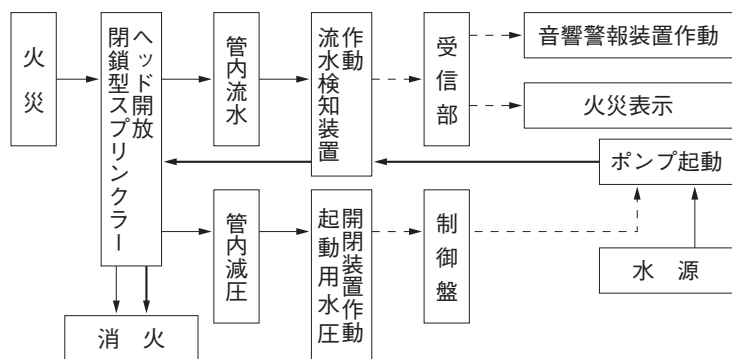 火災
閉鎖型スプリンクラー
ヘッド開放
管内流水
流水検知装置
作動
受信部
音響警報装置作動
火災表示
ポンプ起動
管内減圧
起動用水圧
開閉装置作動
制御盤
水源
消火